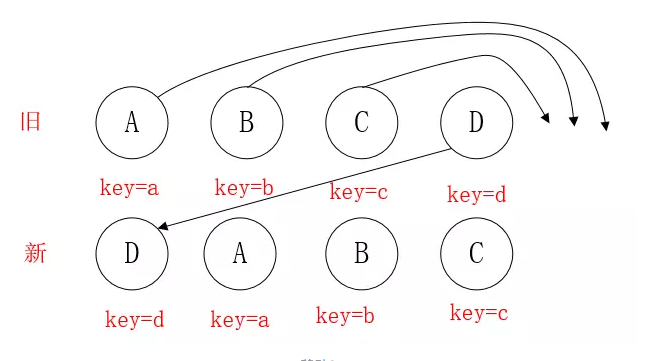 旧 A B C D
key=a key=b key=c key=d
新 D A B C
key=d key=a key=b key=c